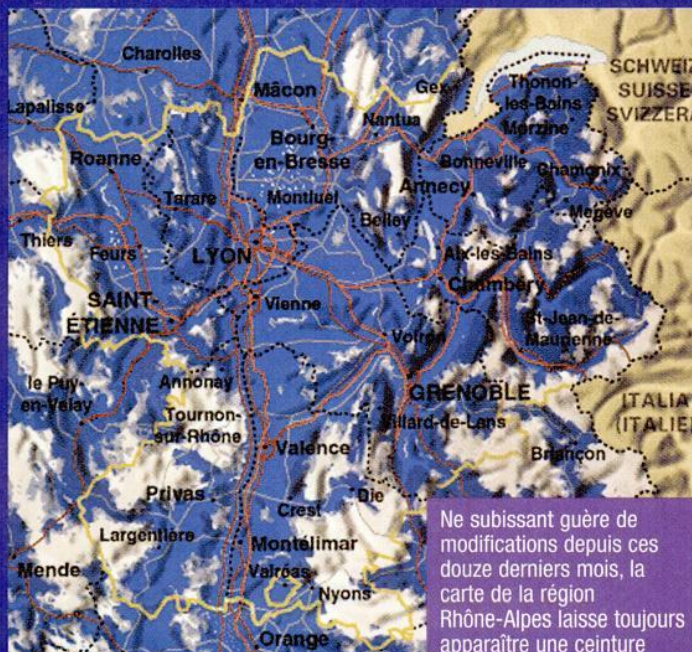 Charolles
SCHWEIZ
Lapalisse
Mâcon
Gex
Thonon-
les-Bains
SUISSE
SVIZZERA
Nantua
Morzine
Roanne
Bourg-
en-Bresse
Bonneville
Chamonix
Tarare
Montluel
Annecy
Megève
Belley
Thiers
Feurs
LYON
Aix-les-Bains
Chambéry
SAINT-
ÉTIENNE
Vienne
St-Jean-de-
Maurienne
Voiron
le Puy-
en-Velay
Annonay
GRENOBLE
ITALIA
(ITALIE)
Tournon-
sur-Rhône
Villard-de-Lans
Valence
Briançon
Privas
Die
Crest
Largentière
Montélimar
Mende
Valréas
Nyons
Orange
Ne subissant guère de
modifications depuis ces
douze derniers mois, la
carte de la région
Rhône-Alpes laisse toujours
apparaître une ceinture